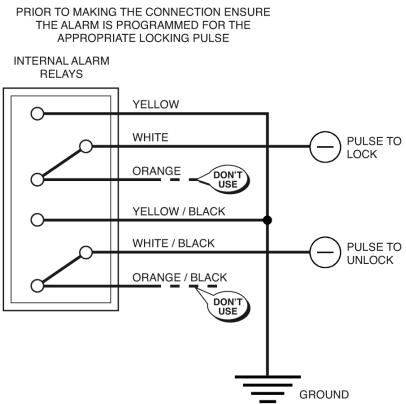 PRIOR TO MAKING THE CONNECTION ENSURE
THE ALARM IS PROGRAMMED FOR THE
APPROPRIATE LOCKING PULSE
INTERNAL ALARM
RELAYS
YELLOW
WHITE
PULSE TO
LOCK
ORANGE
DON'T
USE
YELLOW / BLACK
WHITE / BLACK
PULSE TO
UNLOCK
ORANGE / BLACK
DON'T
USE
GROUND